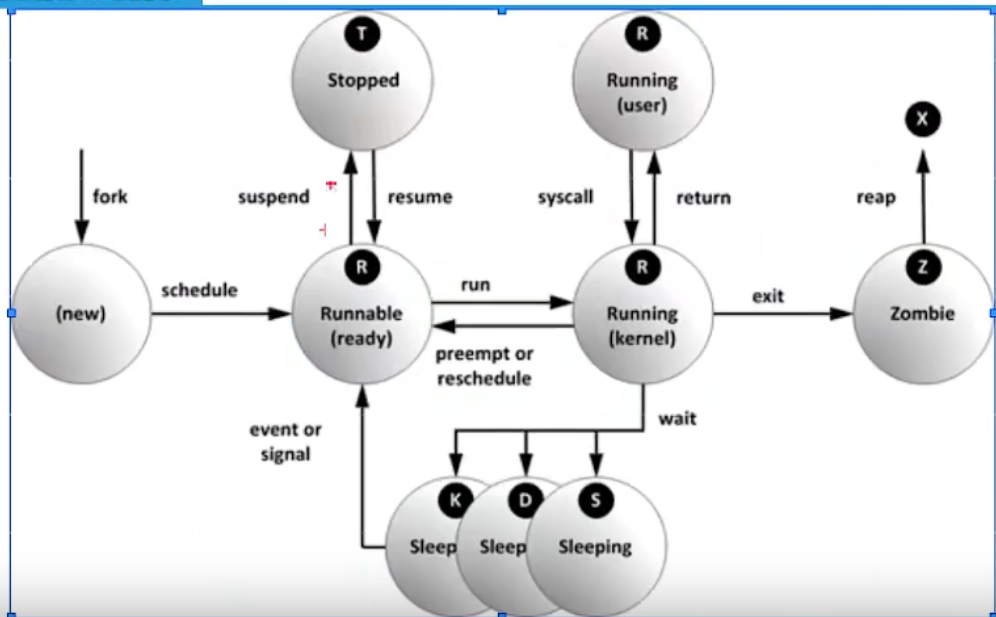 T
Stopped
R
Running
(user)
X
fork
suspend
resume
syscall
return
reap
(new)
schedule
R
Runnable
(ready)
run
preempt or
reschedule
R
Running
(kernel)
exit
Z
Zombie
event or
signal
wait
K
Sleep
D
Sleep
S
Sleeping